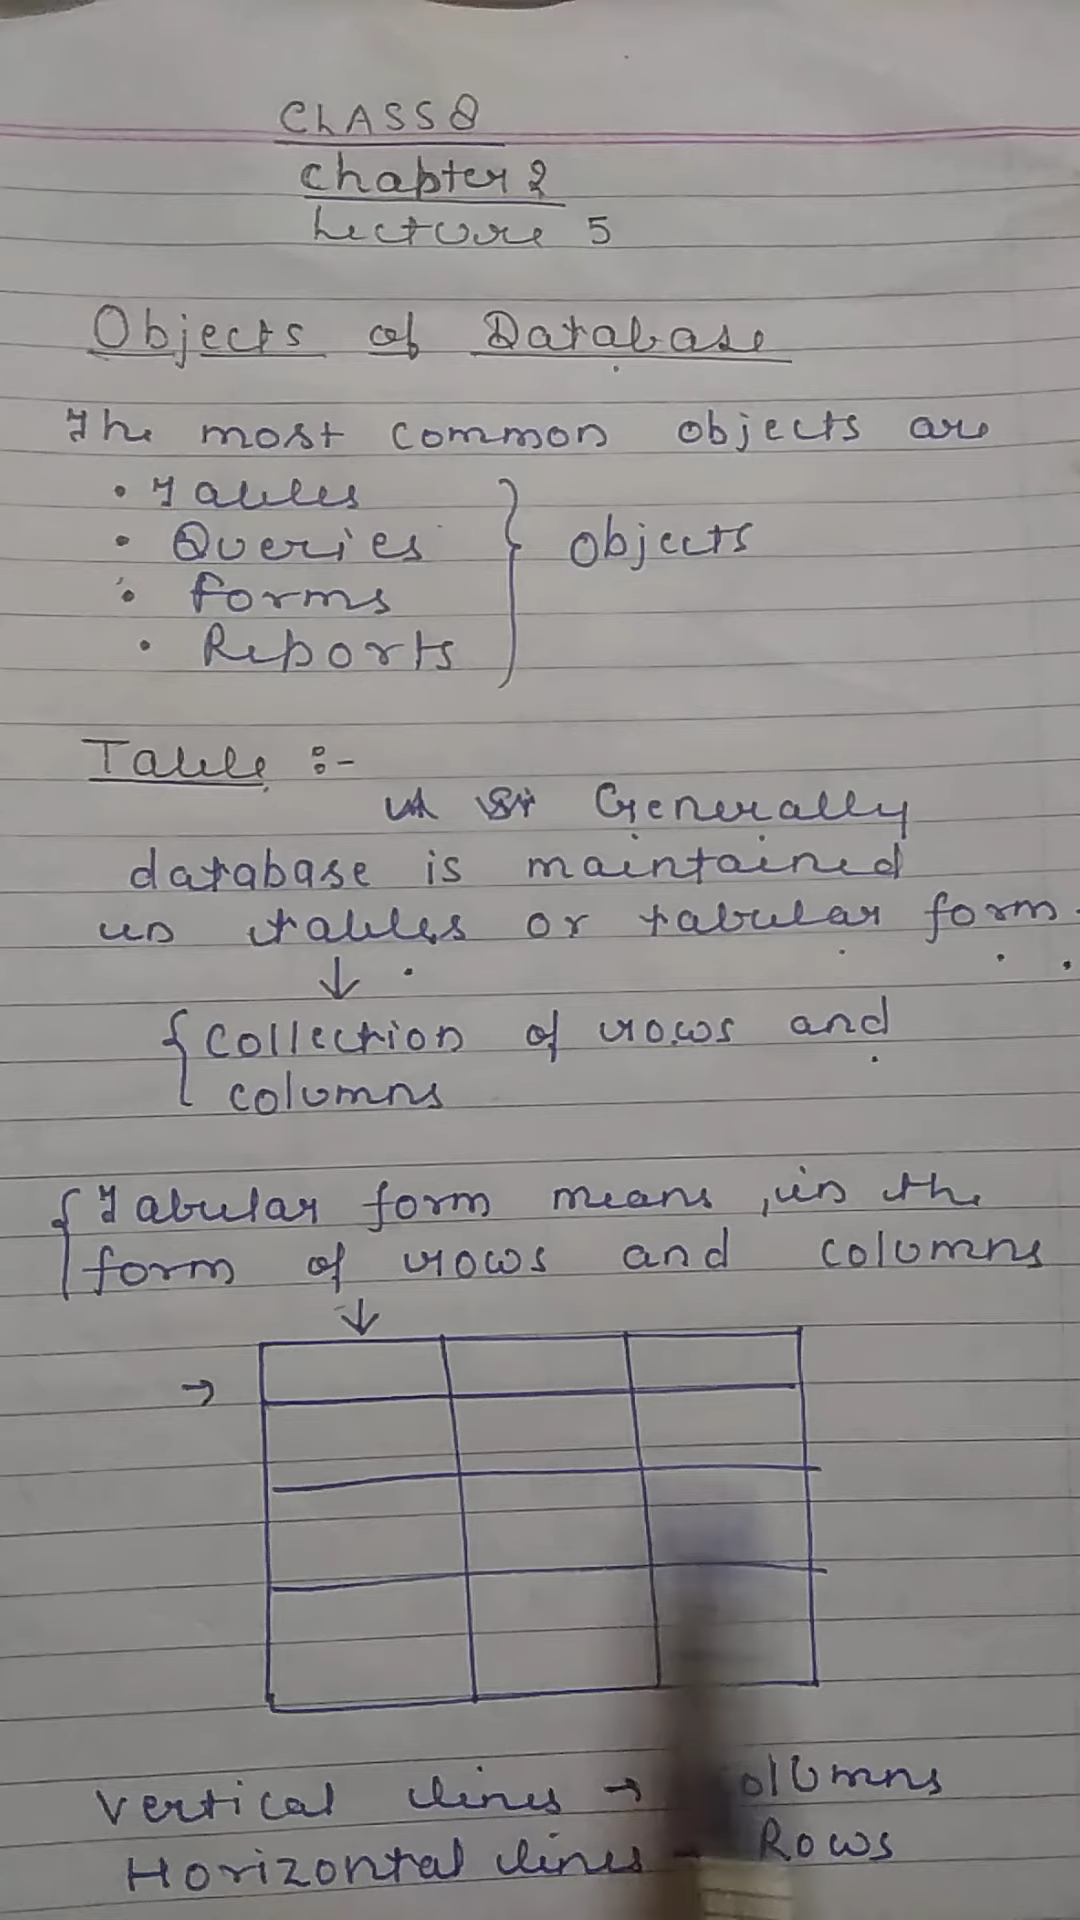 CLASS 8
Chapter 2
Lecture 5
Objects of Database
The most common objects are
• Tables
• Queries
• Forms
• Reports
Objects
Table :-
Generally
database is maintained
in tables or tabular form.
↓
{ Collection of rows and
columns
{ Tabular form means, in the
form of rows and columns
↓
→
Vertical lines → olumns
Horizontal lines - Rows